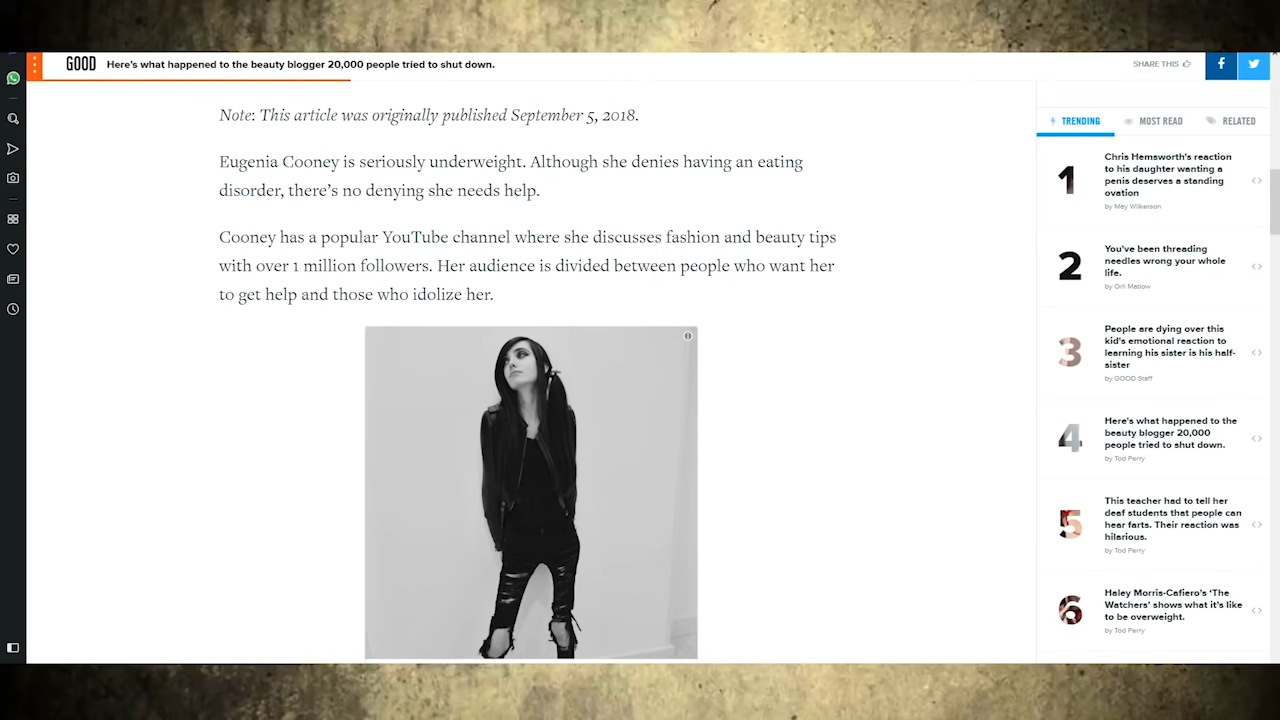 GOOD Here's what happened to the beauty blogger 20,000 people tried to shut down.
SHARE THIS
Note: This article was originally published September 5, 2018.
Eugenia Cooney is seriously underweight. Although she denies having an eating
disorder, there's no denying she needs help.
Cooney has a popular YouTube channel where she discusses fashion and beauty tips
with over 1 million followers. Her audience is divided between people who want her
to get help and those who idolize her.
TRENDING MOST READ RELATED
1
Chris Hemsworth's reaction
to his daughter wanting a
penis deserves a standing
ovation
by May Wilkerson
2
You've been threading
needles wrong your whole
life.
by Orli Matlow
3
People are dying over this
kid's emotional reaction to
learning his sister is his half-
sister
by GOOD Staff
4
Here's what happened to the
beauty blogger 20,000
people tried to shut down.
by Tod Perry
5
This teacher had to tell her
deaf students that people can
hear farts. Their reaction was
hilarious.
by Tod Perry
6
Haley Morris-Cafiero's 'The
Watchers' shows what it's like
to be overweight.
by Tod Perry